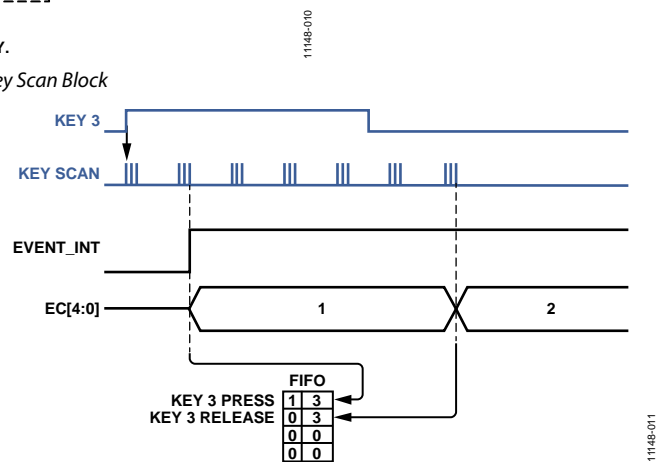 11148-010
Y.
ey Scan Block
KEY 3
KEY SCAN
EVENT_INT
EC[4:0]
1
2
FIFO
KEY 3 PRESS 1 3
KEY 3 RELEASE 0 3
0 0
0 0
11148-011